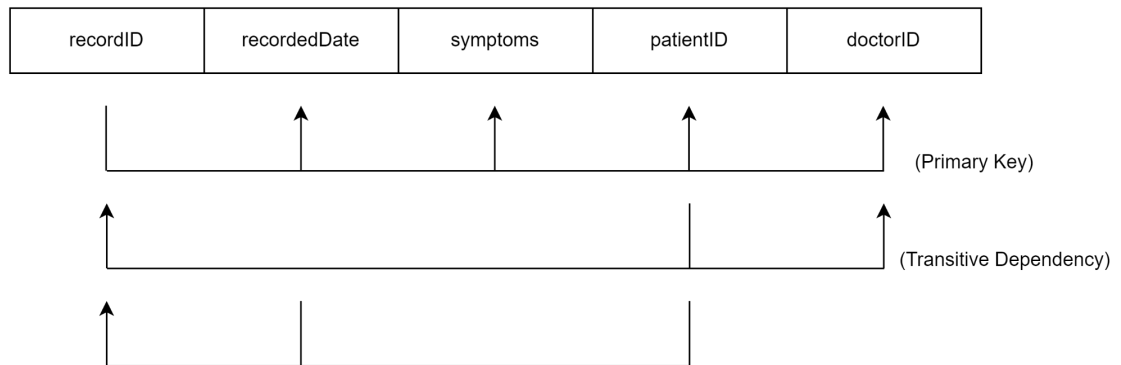 recordID recordedDate symptoms patientID doctorID
(Primary Key)
(Transitive Dependency)